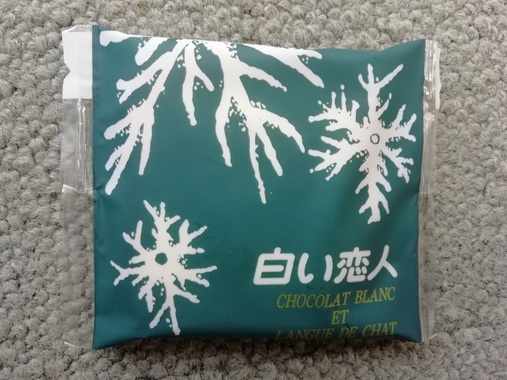 白い恋人
CHOCOLAT BLANC
ET
LANGUE DE CHAT